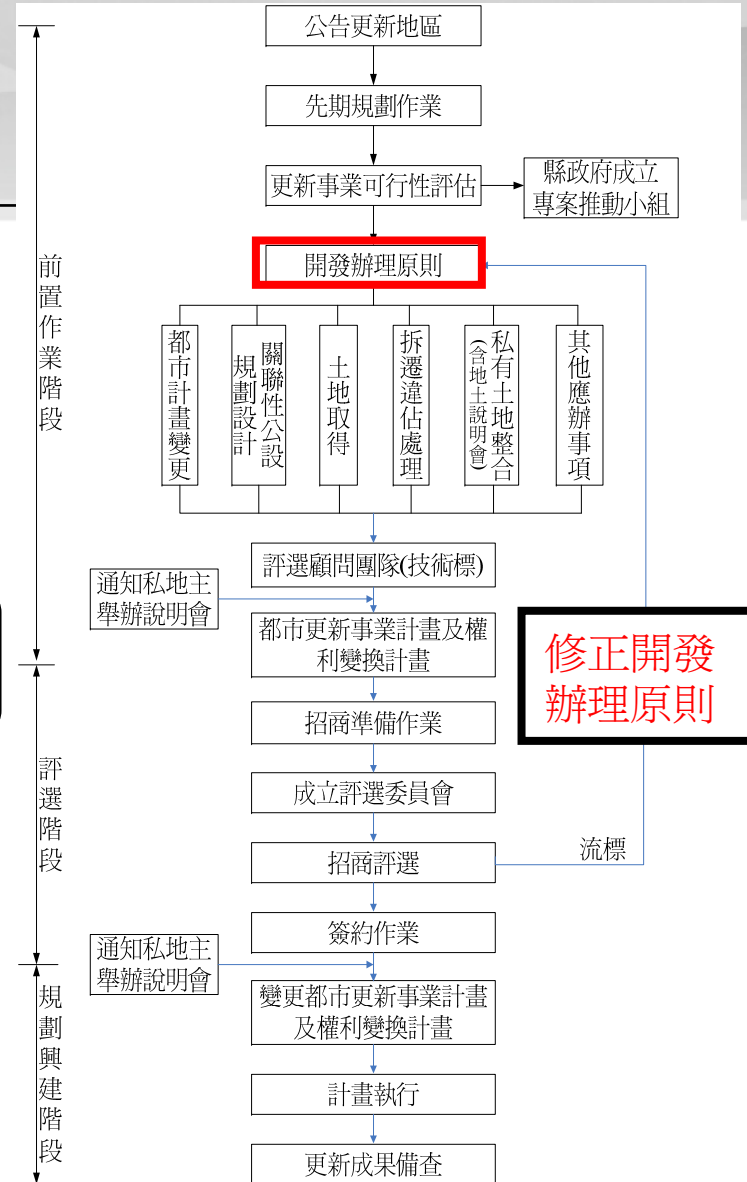 公告更新地區
先期規劃作業
更新事業可行性評估
縣政府成立
專案推動小組
開發辦理原則
前置作業階段
都市計畫變更
關聯性公設
規劃設計
土地取得
拆遷違佔處理
私有土地整合
(含地主說明會)
其他應辦事項
評選顧問團隊(技術標)
通知私地主
舉辦說明會
都市更新事業計畫及權
利變換計畫
修正開發
辦理原則
招商準備作業
評選階段
成立評選委員會
招商評選
流標
簽約作業
通知私地主
舉辦說明會
變更都市更新事業計畫
及權利變換計畫
規劃興建階段
計畫執行
更新成果備查